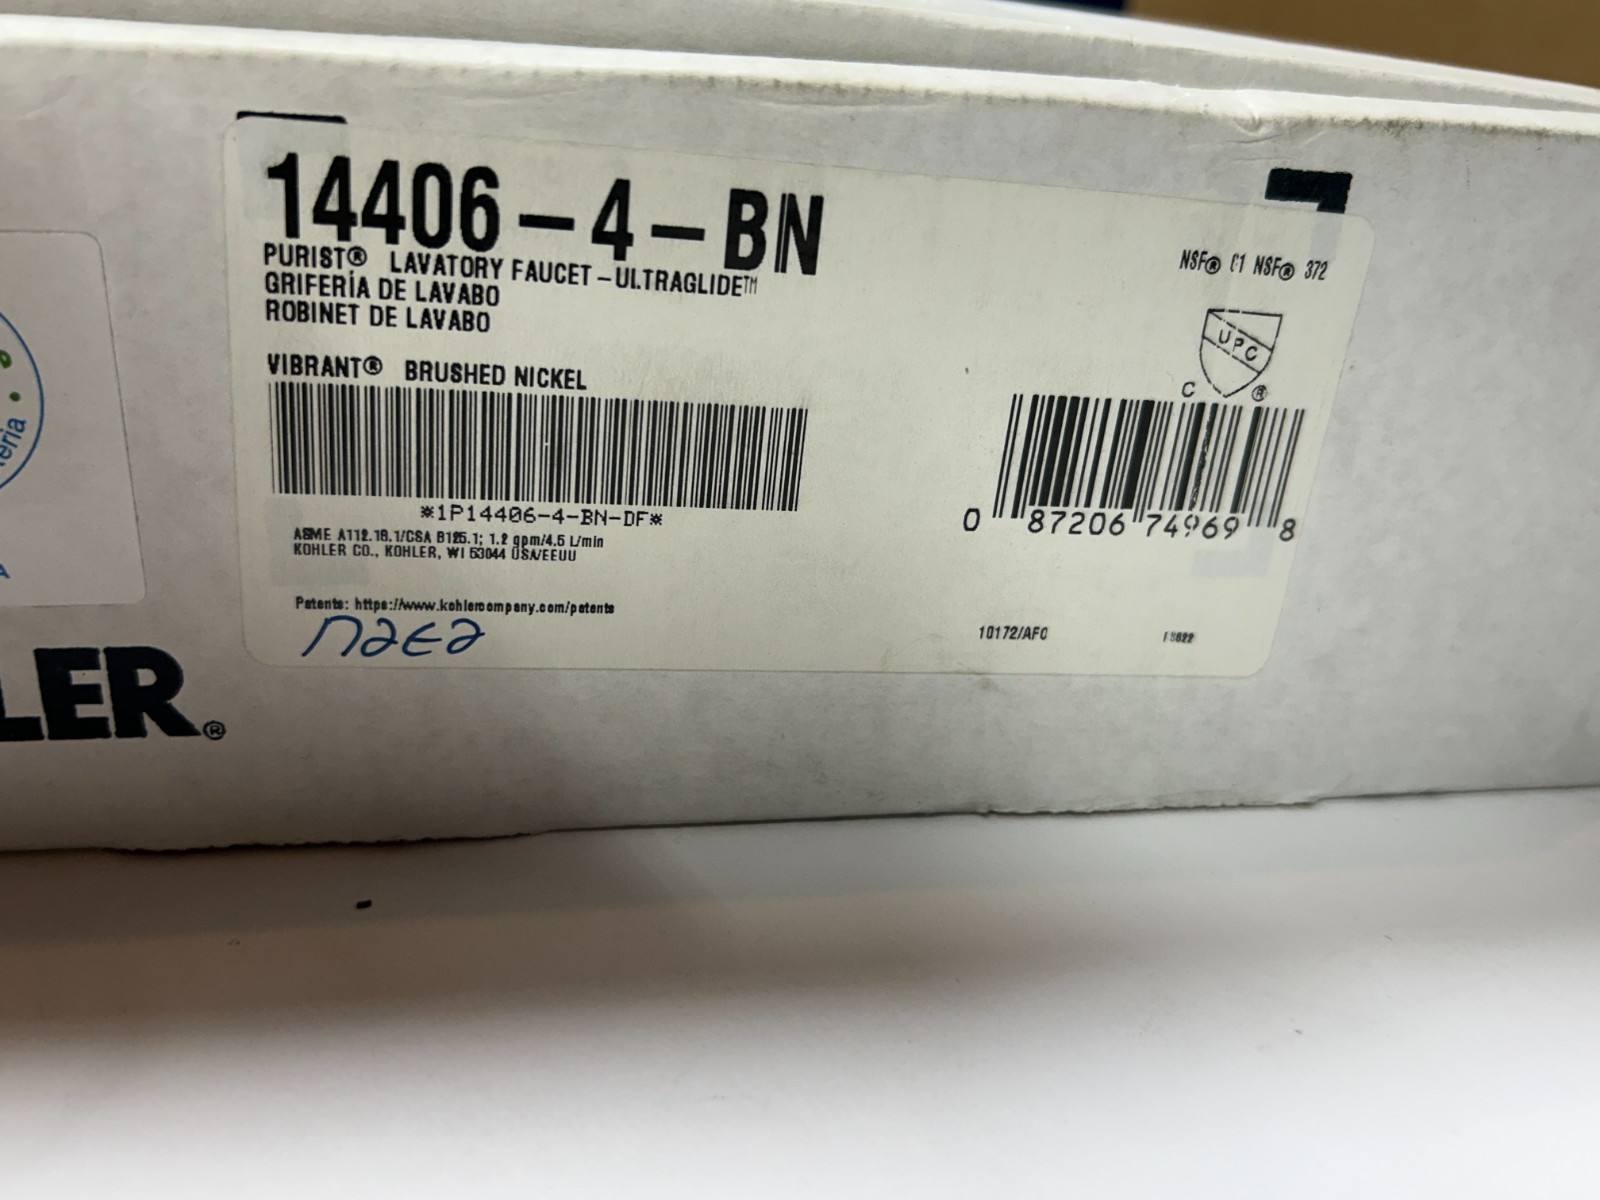 14406-4-BN
PURIST® LAVATORY FAUCET-ULTRAGLIDE™
GRIFERÍA DE LAVABO
ROBINET DE LAVABO
VIBRANT® BRUSHED NICKEL
*1P14406-4-BN-DF*
ASME A112.18.1/CSA B125.1; 1.2 gpm/4.5 L/min
KOHLER CO., KOHLER, WI 53044 USA/EEUU
Patents: https://www.kohlercompany.com/patents
NSF® 61 NSF® 372
UPC
C ®
0 87206 74969 8
10172/AFC
LER®